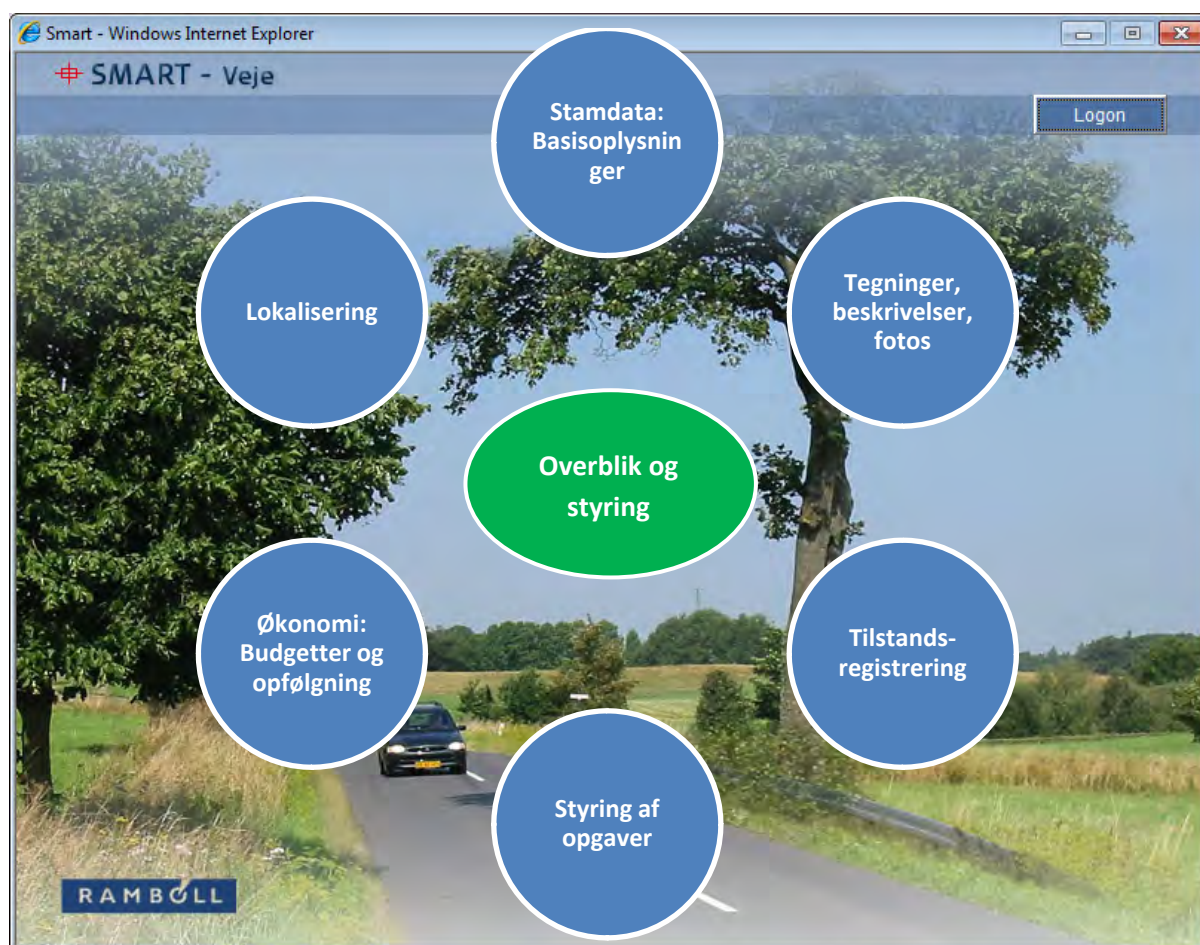 Smart - Windows Internet Explorer
SMART - Veje
Logon
Stamdata:
Basisoplysnin
ger
Lokalisering
Tegninger,
beskrivelser,
fotos
Overblik og
styring
Økonomi:
Budgetter og
opfølgning
Tilstands-
registrering
Styring af
opgaver
RAMBOLL